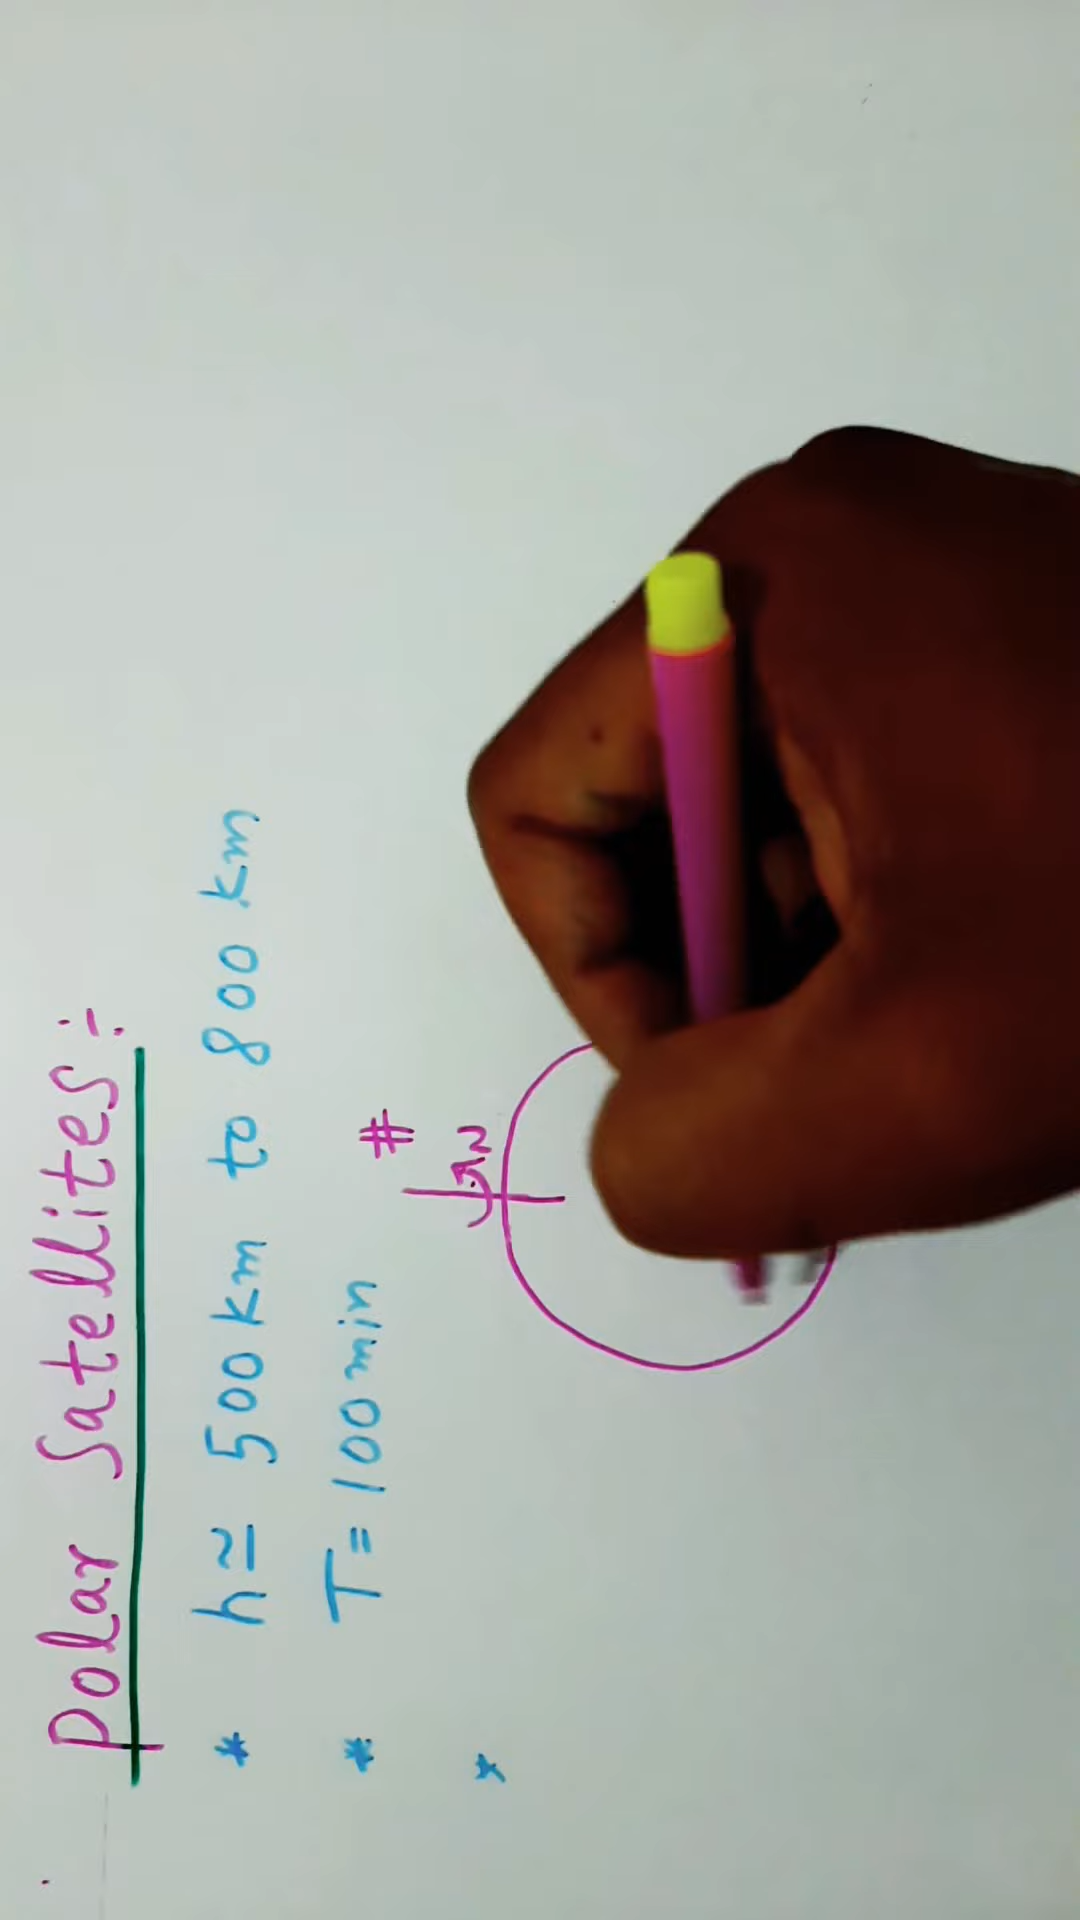 Polar Satellites:-
* h ≃ 500 km to 800 km
* T = 100 min
#
N
*